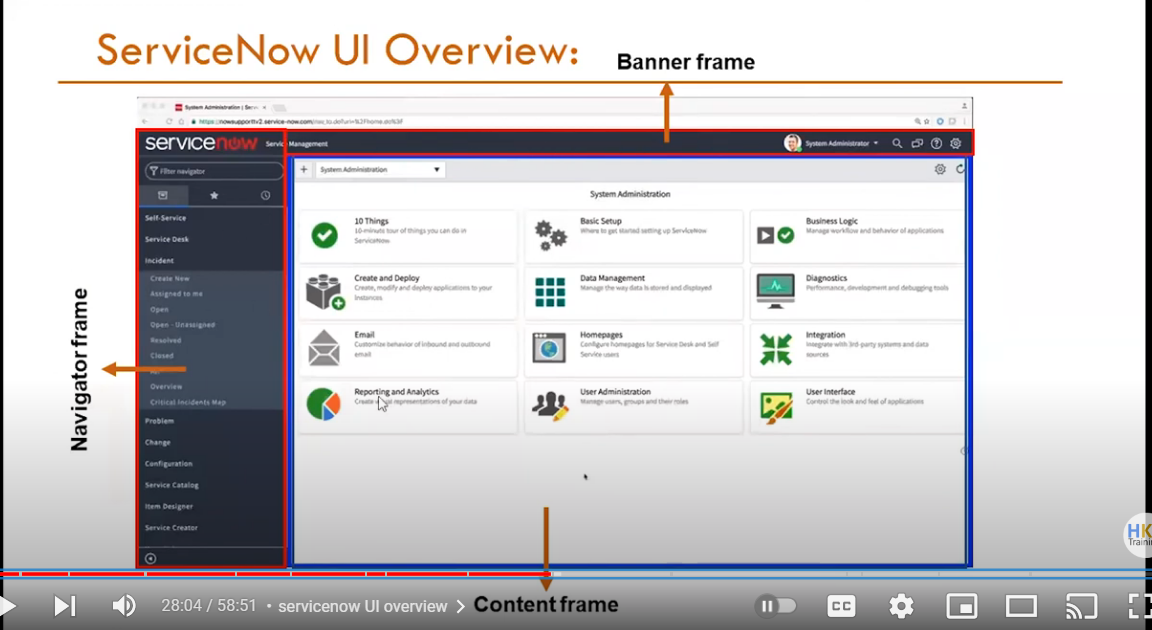 ServiceNow UI Overview:
Banner frame
System Administration | Serv
https://nowsupporttv2.service-now.com/nav_to.do?uri=%2Fhome.do%3F
servicenow Service Management
System Administrator
Filter navigator
System Administration
System Administration
Self-Service
Service Desk
Incident
Create New
Assigned to me
Open
Open - Unassigned
Resolved
Closed
Overview
Critical Incidents Map
Problem
Change
Configuration
Service Catalog
Item Designer
Service Creator
10 Things
10-minute tour of things you can do in
ServiceNow
Basic Setup
Where to get started setting up ServiceNow
Business Logic
Manage workflow and behavior of applications
Create and Deploy
Create, modify and deploy applications to your
instances
Data Management
Manage the way data is stored and displayed
Diagnostics
Performance, development and debugging tools
Email
Customize behavior of inbound and outbound
email
Homepages
Configure homepages for Service Desk and Self
Service users
Integration
Integrate with 3rd-party systems and data
sources
Reporting and Analytics
Create visual representations of your data
User Administration
Manage users, groups and their roles
User Interface
Control the look and feel of applications
Navigator frame
HK
Trainin
28:04 / 58:51 • servicenow UI overview
Content frame
CC